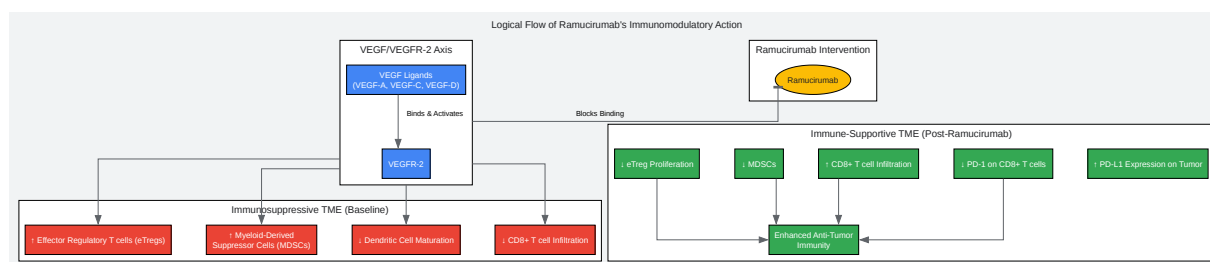 Logical Flow of Ramucirumab's Immunomodulatory Action
VEGF/VEGFR-2 Axis
VEGF Ligands
(VEGF-A, VEGF-C, VEGF-D)
Binds & Activates
VEGFR-2
Ramucirumab Intervention
Ramucirumab
Blocks Binding
Immunosuppressive TME (Baseline)
↑ Effector Regulatory T cells (eTregs)
↑ Myeloid-Derived
Suppressor Cells (MDSCs)
↓ Dendritic Cell Maturation
↓ CD8+ T cell Infiltration
Immune-Supportive TME (Post-Ramucirumab)
↓ eTreg Proliferation
↓ MDSCs
↑ CD8+ T cell Infiltration
↓ PD-1 on CD8+ T cells
↑ PD-L1 Expression on Tumor
Enhanced Anti-Tumor
Immunity